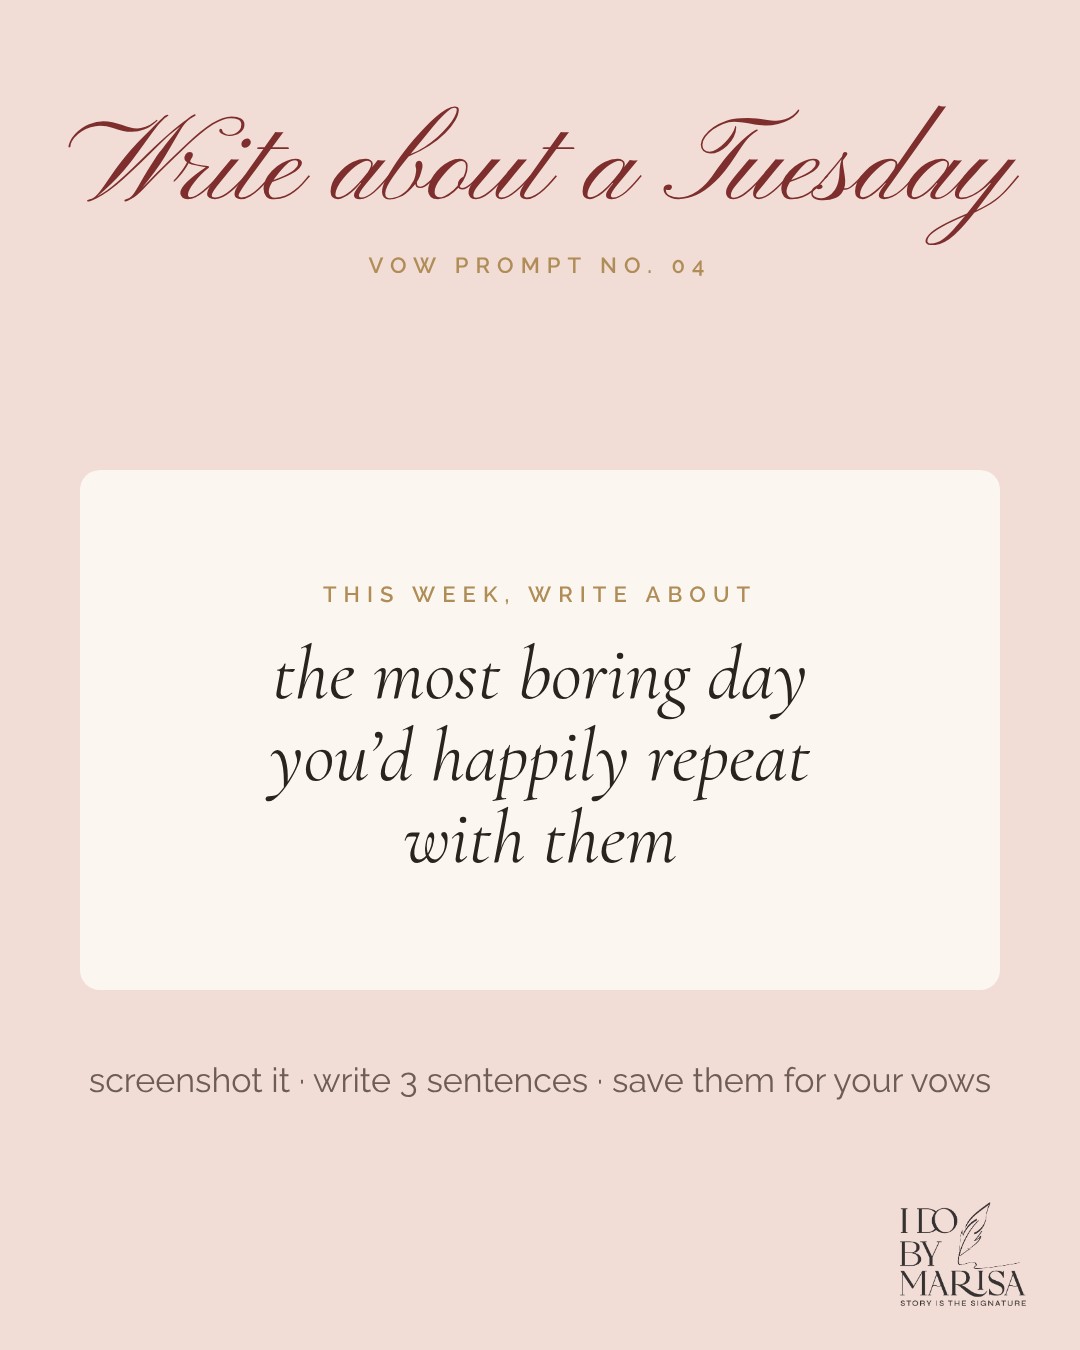 Write about a Tuesday
VOW PROMPT NO. 04
THIS WEEK, WRITE ABOUT
the most boring day
you’d happily repeat
with them
screenshot it · write 3 sentences · save them for your vows
I DO
BY
MARISA
STORY IS THE SIGNATURE